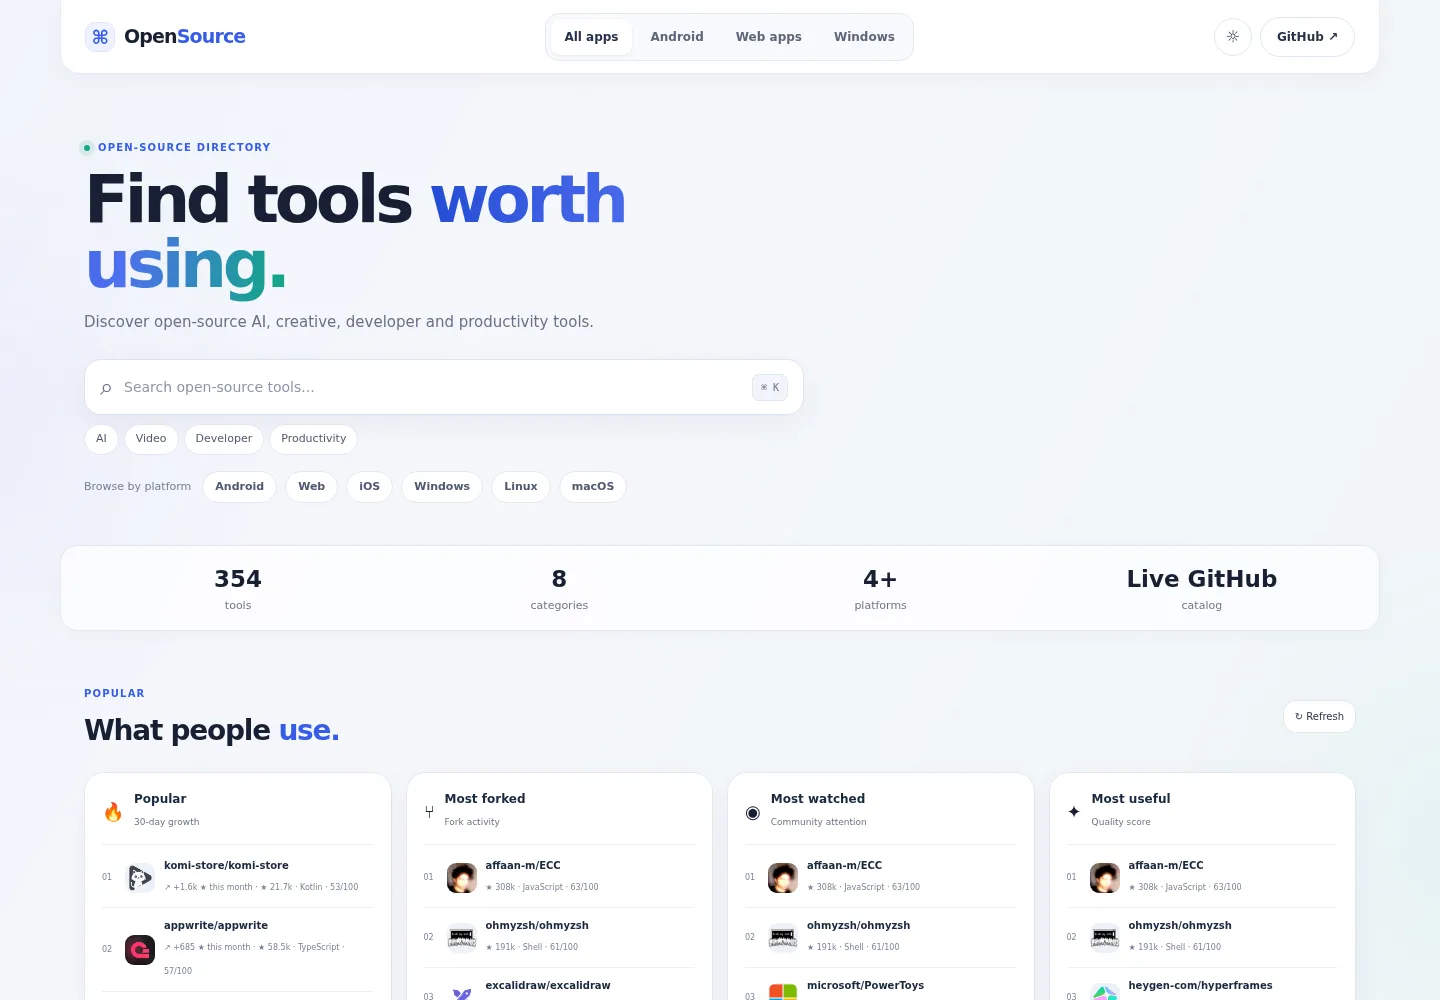 ⌘ OpenSource
All apps Android Web apps Windows
GitHub ↗
OPEN-SOURCE DIRECTORY
Find tools worth
using.
Discover open-source AI, creative, developer and productivity tools.
Search open-source tools...
⌘ K
AI Video Developer Productivity
Browse by platform Android Web iOS Windows Linux macOS
354
tools
8
categories
4+
platforms
Live GitHub
catalog
POPULAR
What people use.
↻ Refresh
Popular
30-day growth
01
komi-store/komi-store
↗ +1.6k ★ this month · ★ 21.7k · Kotlin · 53/100
02
appwrite/appwrite
↗ +685 ★ this month · ★ 58.5k · TypeScript ·
57/100
Most forked
Fork activity
01
affaan-m/ECC
★ 308k · JavaScript · 63/100
02
ohmyzsh/ohmyzsh
★ 191k · Shell · 61/100
03
excalidraw/excalidraw
Most watched
Community attention
01
affaan-m/ECC
★ 308k · JavaScript · 63/100
02
ohmyzsh/ohmyzsh
★ 191k · Shell · 61/100
03
microsoft/PowerToys
Most useful
Quality score
01
affaan-m/ECC
★ 308k · JavaScript · 63/100
02
ohmyzsh/ohmyzsh
★ 191k · Shell · 61/100
03
heygen-com/hyperframes